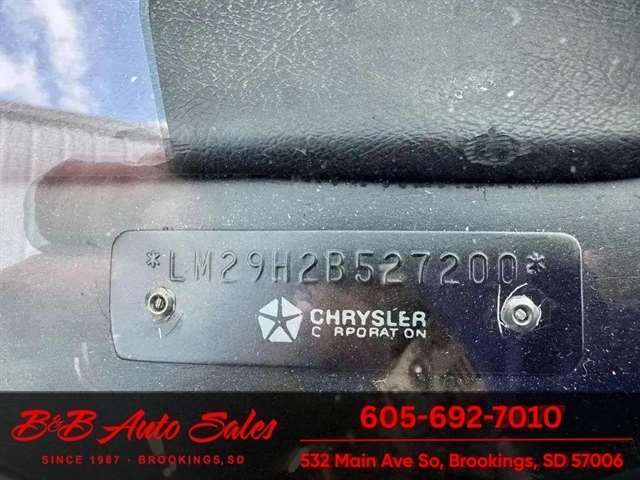 *LM29H2B527200*
CHRYSLER
C RPORAT ON
B&B Auto Sales
SINCE 1987 - BROOKINGS, SD
605-692-7010
532 Main Ave So, Brookings, SD 57006